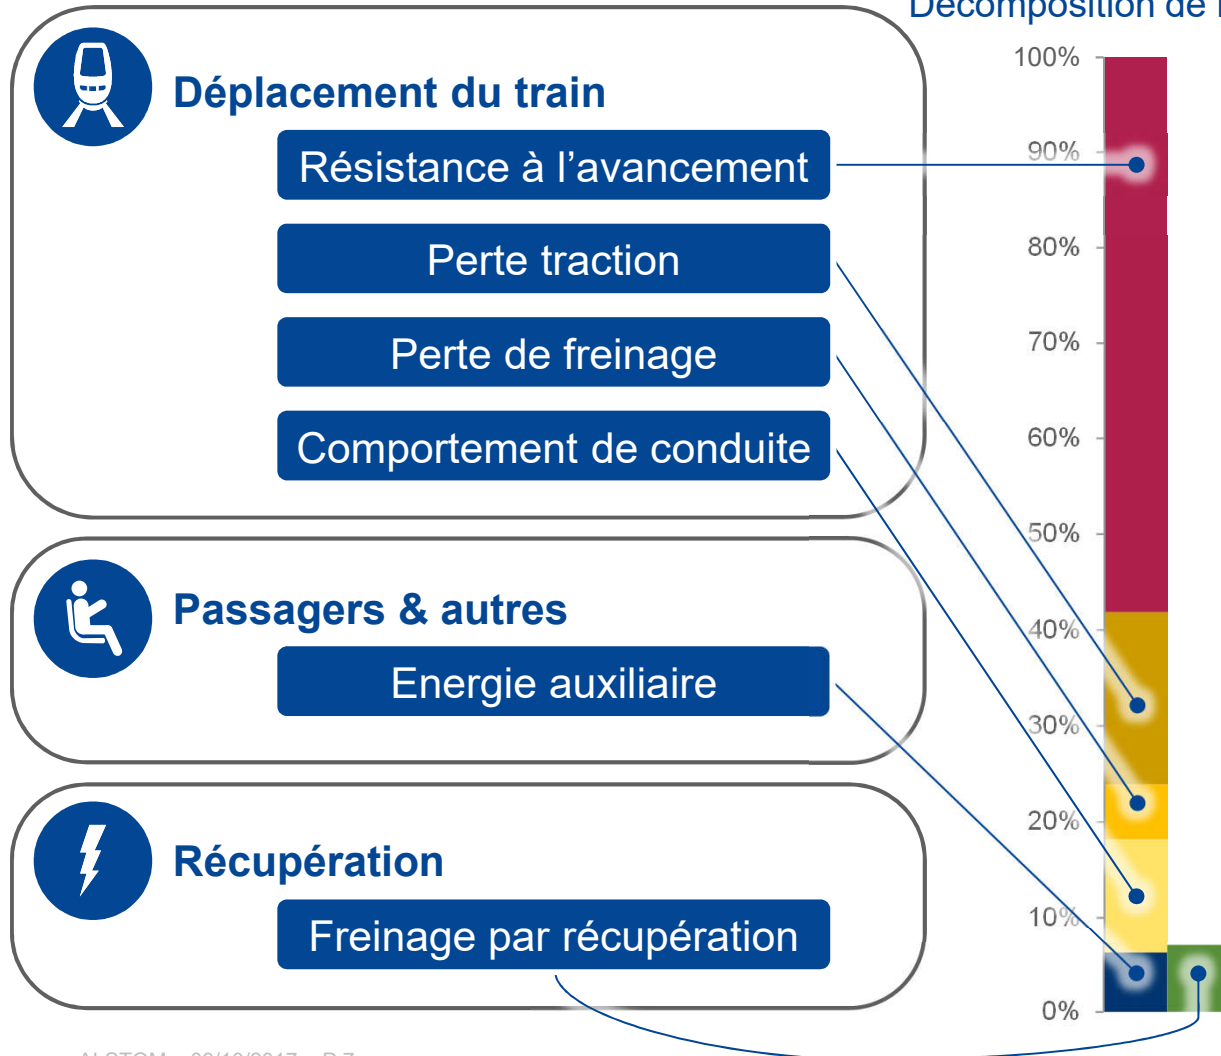 Décomposition de l
Déplacement du train
Résistance à l’avancement
Perte traction
Perte de freinage
Comportement de conduite
Passagers & autres
Energie auxiliaire
Récupération
Freinage par récupération
100%
90%
80%
70%
60%
50%
40%
30%
20%
10%
0%